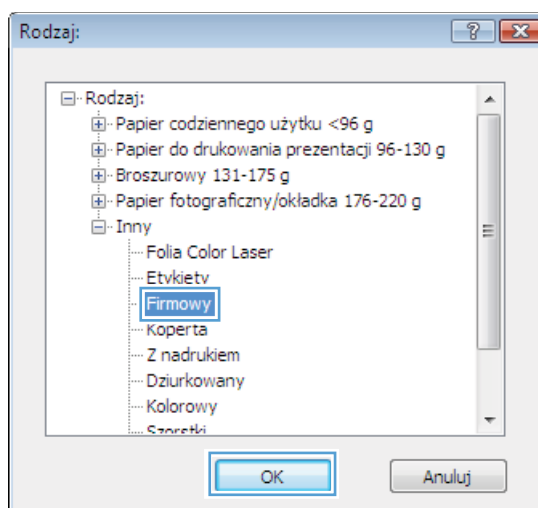 Rodzaj:
Rodzaj:
Papier codziennego użytku <96 g
Papier do drukowania prezentacji 96-130 g
Broszurowy 131-175 g
Papier fotograficzny/okładka 176-220 g
Inny
Folia Color Laser
Etykiety
Firmowy
Koperta
Z nadrukiem
Dziurkowany
Kolorowy
Szorstki
OK
Anuluj